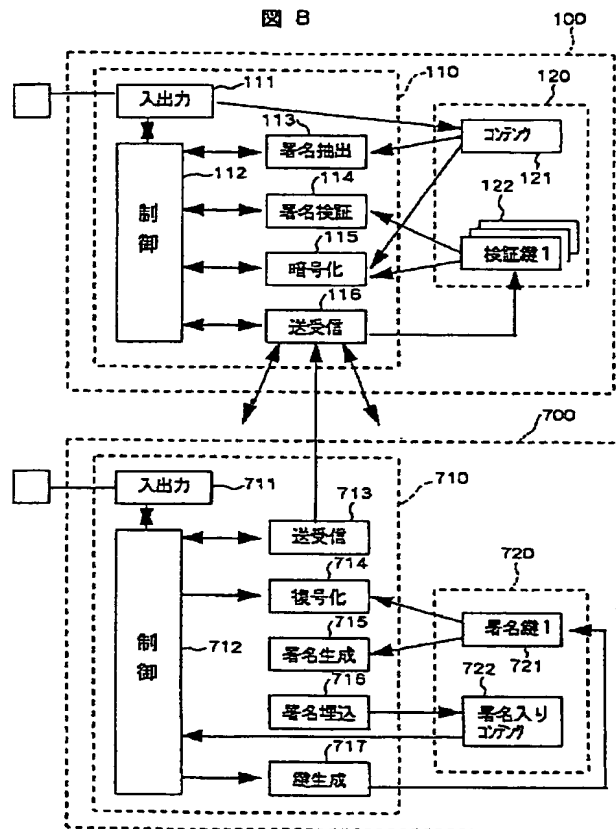 図 8
100
111
110
入出力
120
113
署名抽出
コンテンツ
121
112
制御
114
署名検証
122
検証鍵1
115
暗号化
116
送受信
700
入出力
711
710
713
送受信
714
復号化
720
715
署名生成
署名鍵1
721
制御
712
716
署名埋込
722
署名入り
コンテンツ
717
鍵生成